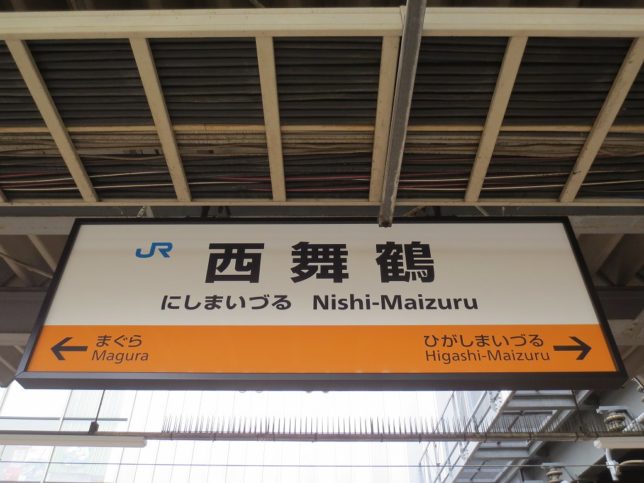 JR 西舞鶴
にしまいづる Nishi-Maizuru
← まぐら ひがしまいづる →
Magura Higashi-Maizuru